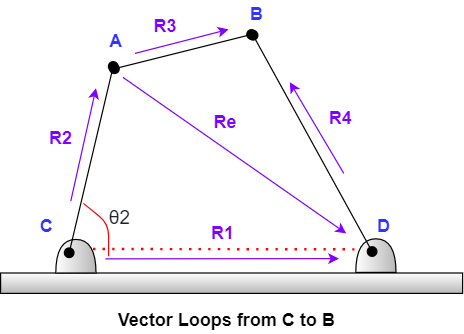 B
R3
A
Re
R4
R2
θ2
C
R1
D
Vector Loops from C to B